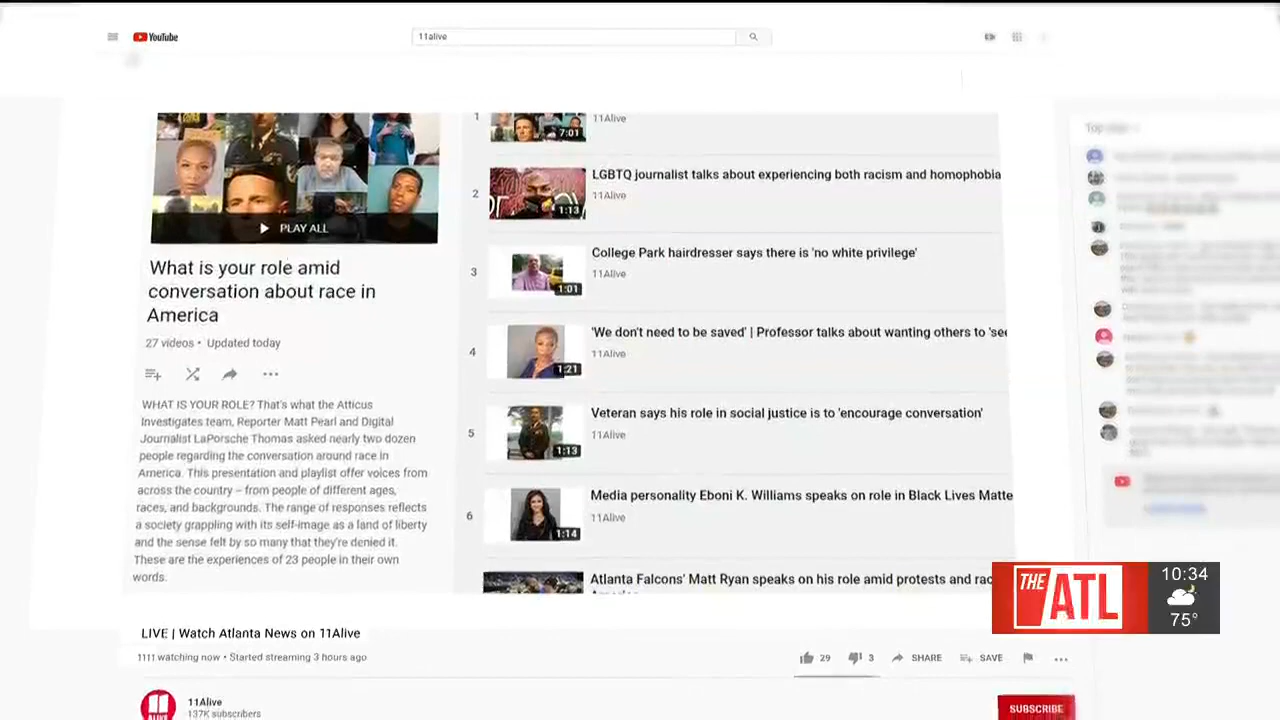 YouTube
11alive
PLAY ALL
What is your role amid
conversation about race in
America
27 videos • Updated today
WHAT IS YOUR ROLE? That's what the Atticus
Investigates team, Reporter Matt Pearl and Digital
Journalist LaPorsche Thomas asked nearly two dozen
people regarding the conversation around race in
America. This presentation and playlist offer voices from
across the country – from people of different ages,
races, and backgrounds. The range of responses reflects
a society grappling with its self-image as a land of liberty
and the sense felt by so many that they're denied it.
These are the experiences of 23 people in their own
words.
1
7:01
11Alive
2
1:13
LGBTQ journalist talks about experiencing both racism and homophobia
11Alive
3
1:01
College Park hairdresser says there is 'no white privilege'
11Alive
4
1:21
'We don't need to be saved' | Professor talks about wanting others to 'see
11Alive
5
1:13
Veteran says his role in social justice is to 'encourage conversation'
11Alive
6
1:14
Media personality Eboni K. Williams speaks on role in Black Lives Matte
11Alive
Atlanta Falcons' Matt Ryan speaks on his role amid protests and rac
THE ATL
10:34
75°
LIVE | Watch Atlanta News on 11Alive
1111 watching now • Started streaming 3 hours ago
29
3
SHARE
SAVE
11Alive
137K subscribers
SUBSCRIBE